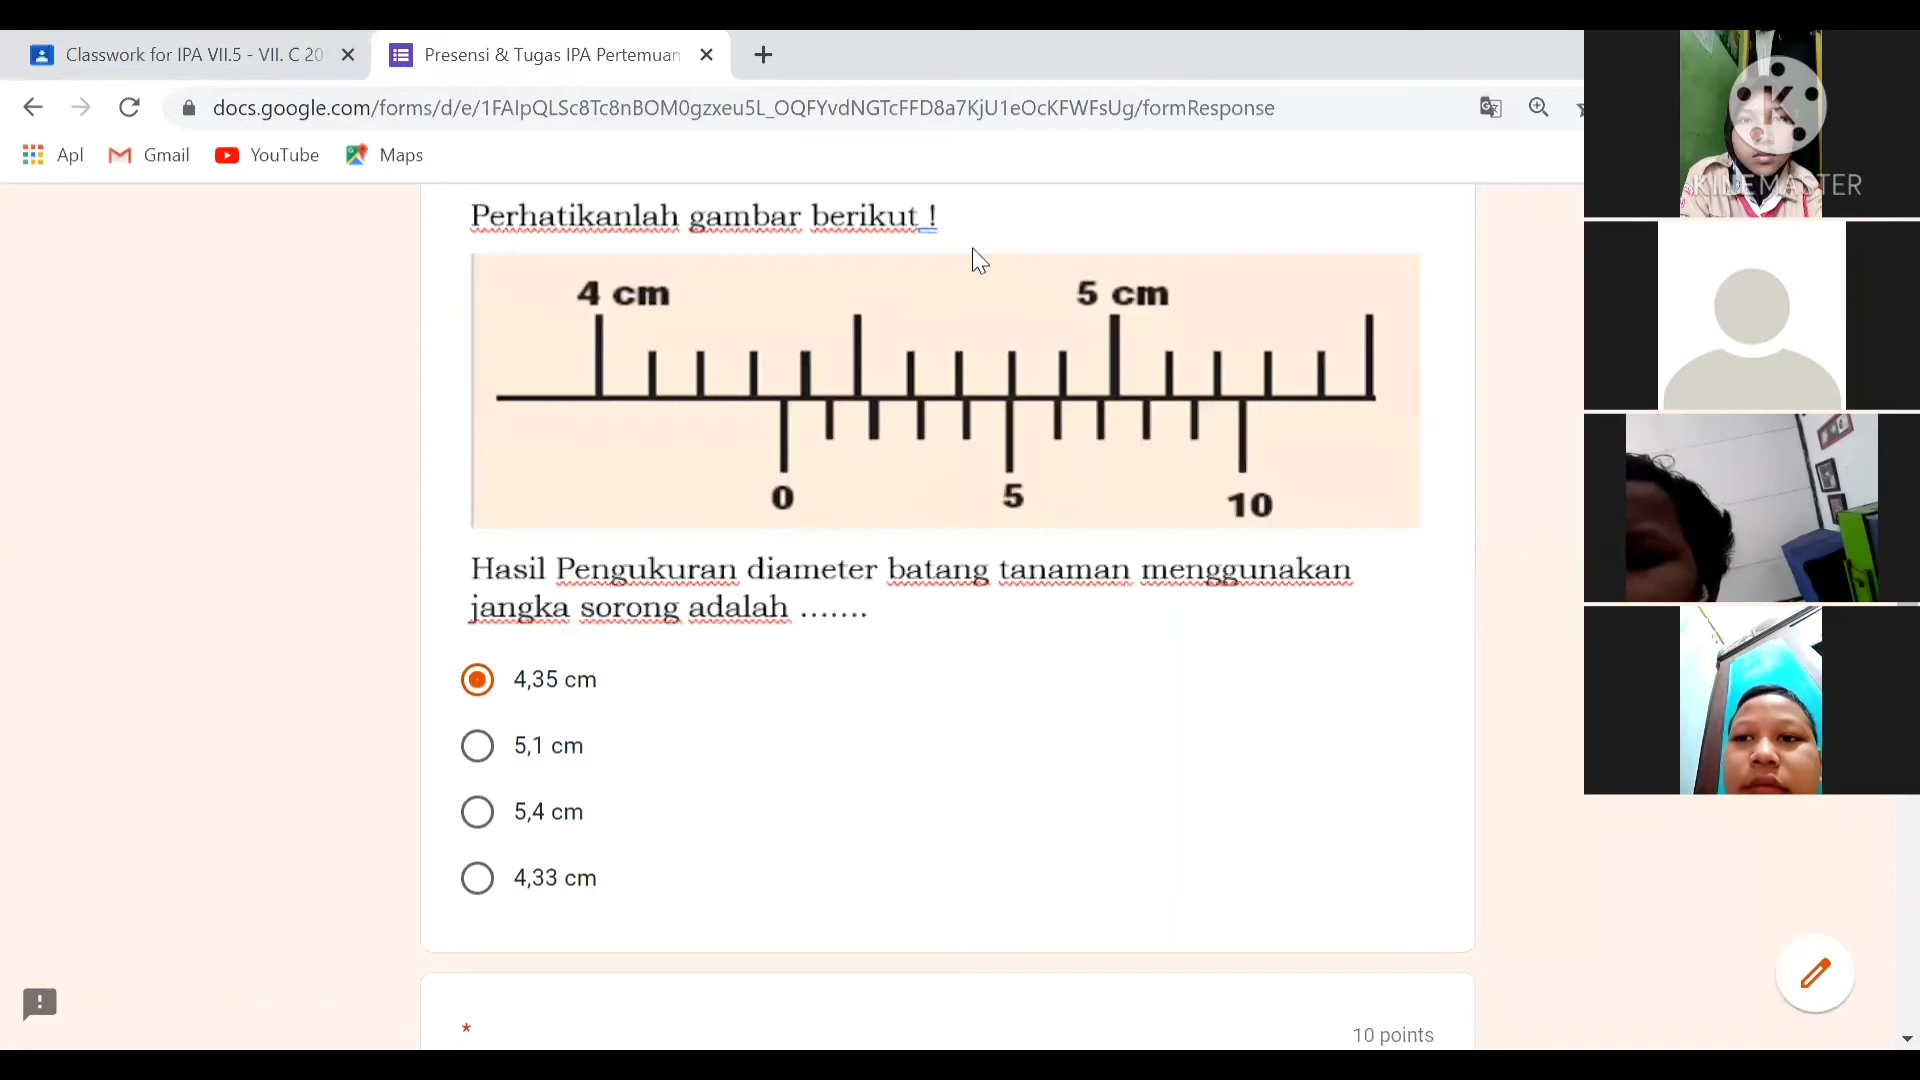 Classwork for IPA VII.5 - VII. C 20
Presensi & Tugas IPA Pertemuan
docs.google.com/forms/d/e/1FAIpQLSc8Tc8nBOM0gzxeu5L_OQFYvdNGTcFFD8a7KjU1eOcKFWFsUg/formResponse
Apl
Gmail
YouTube
Maps
K
KINEMASTER
Perhatikanlah gambar berikut !
4 cm
5 cm
0
5
10
Hasil Pengukuran diameter batang tanaman menggunakan
jangka sorong adalah .......
4,35 cm
5,1 cm
5,4 cm
4,33 cm
*
10 points